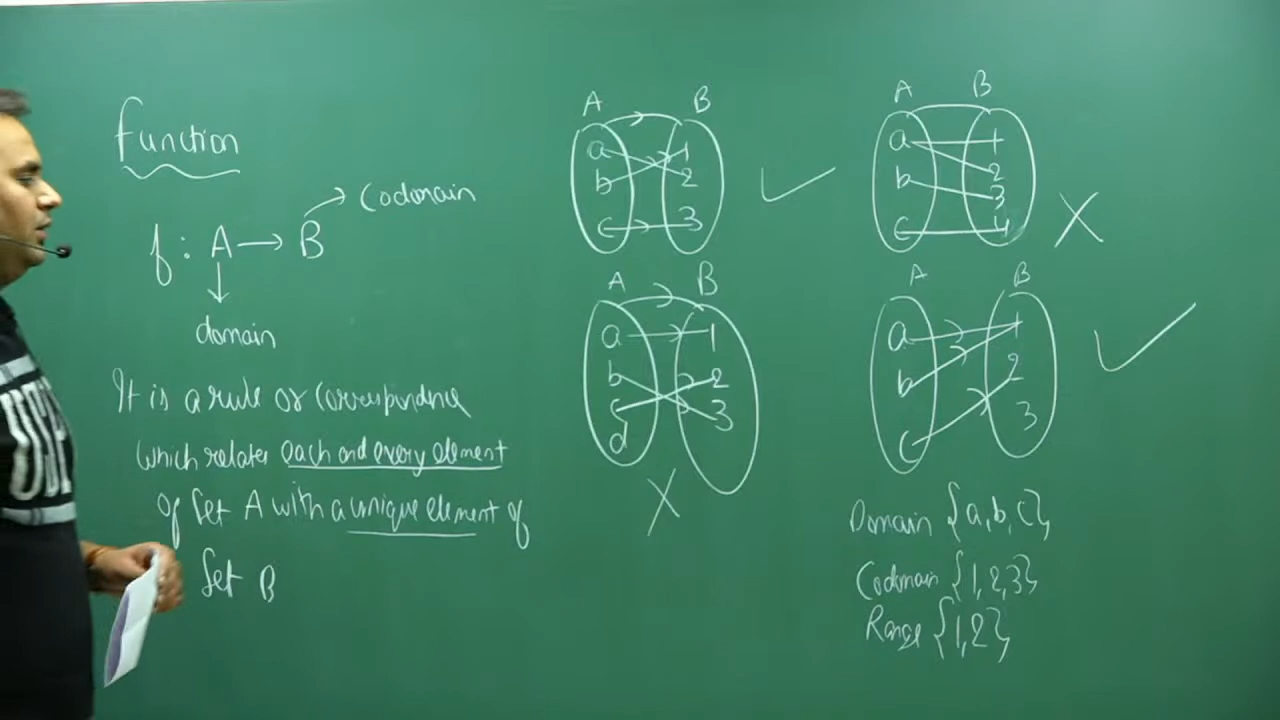 Function
f : A → B → Codomain
↓
domain
It is a rule or Correspondence
which relates each and every element
of Set A with a unique element of
Set B
A B
a 1
b 2
c 3
✓
A B
a 1
b 2
c 3
4
X
A B
a 1
b 2
c 3
d
X
A B
a 1
b 2
c 3
✓
Domain {a, b, c}
Codomain {1, 2, 3}
Range {1, 2}